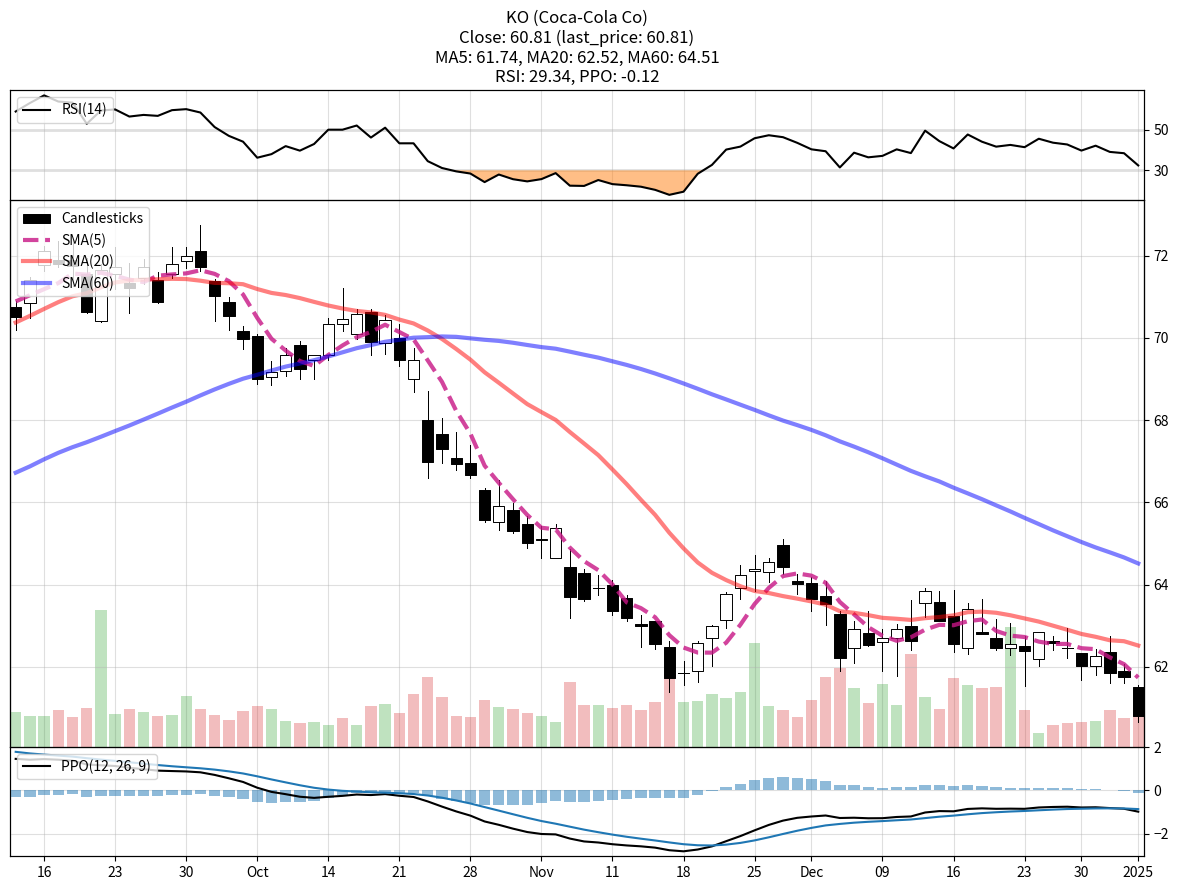 KO (Coca-Cola Co)
Close: 60.81 (last_price: 60.81)
MA5: 61.74, MA20: 62.52, MA60: 64.51
RSI: 29.34, PPO: -0.12
RSI(14)
50
30
Candlesticks
SMA(5)
SMA(20)
SMA(60)
72
70
68
66
64
62
PPO(12, 26, 9)
2
0
−2
16 23 30 Oct 14 21 28 Nov 11 18 25 Dec 09 16 23 30 2025